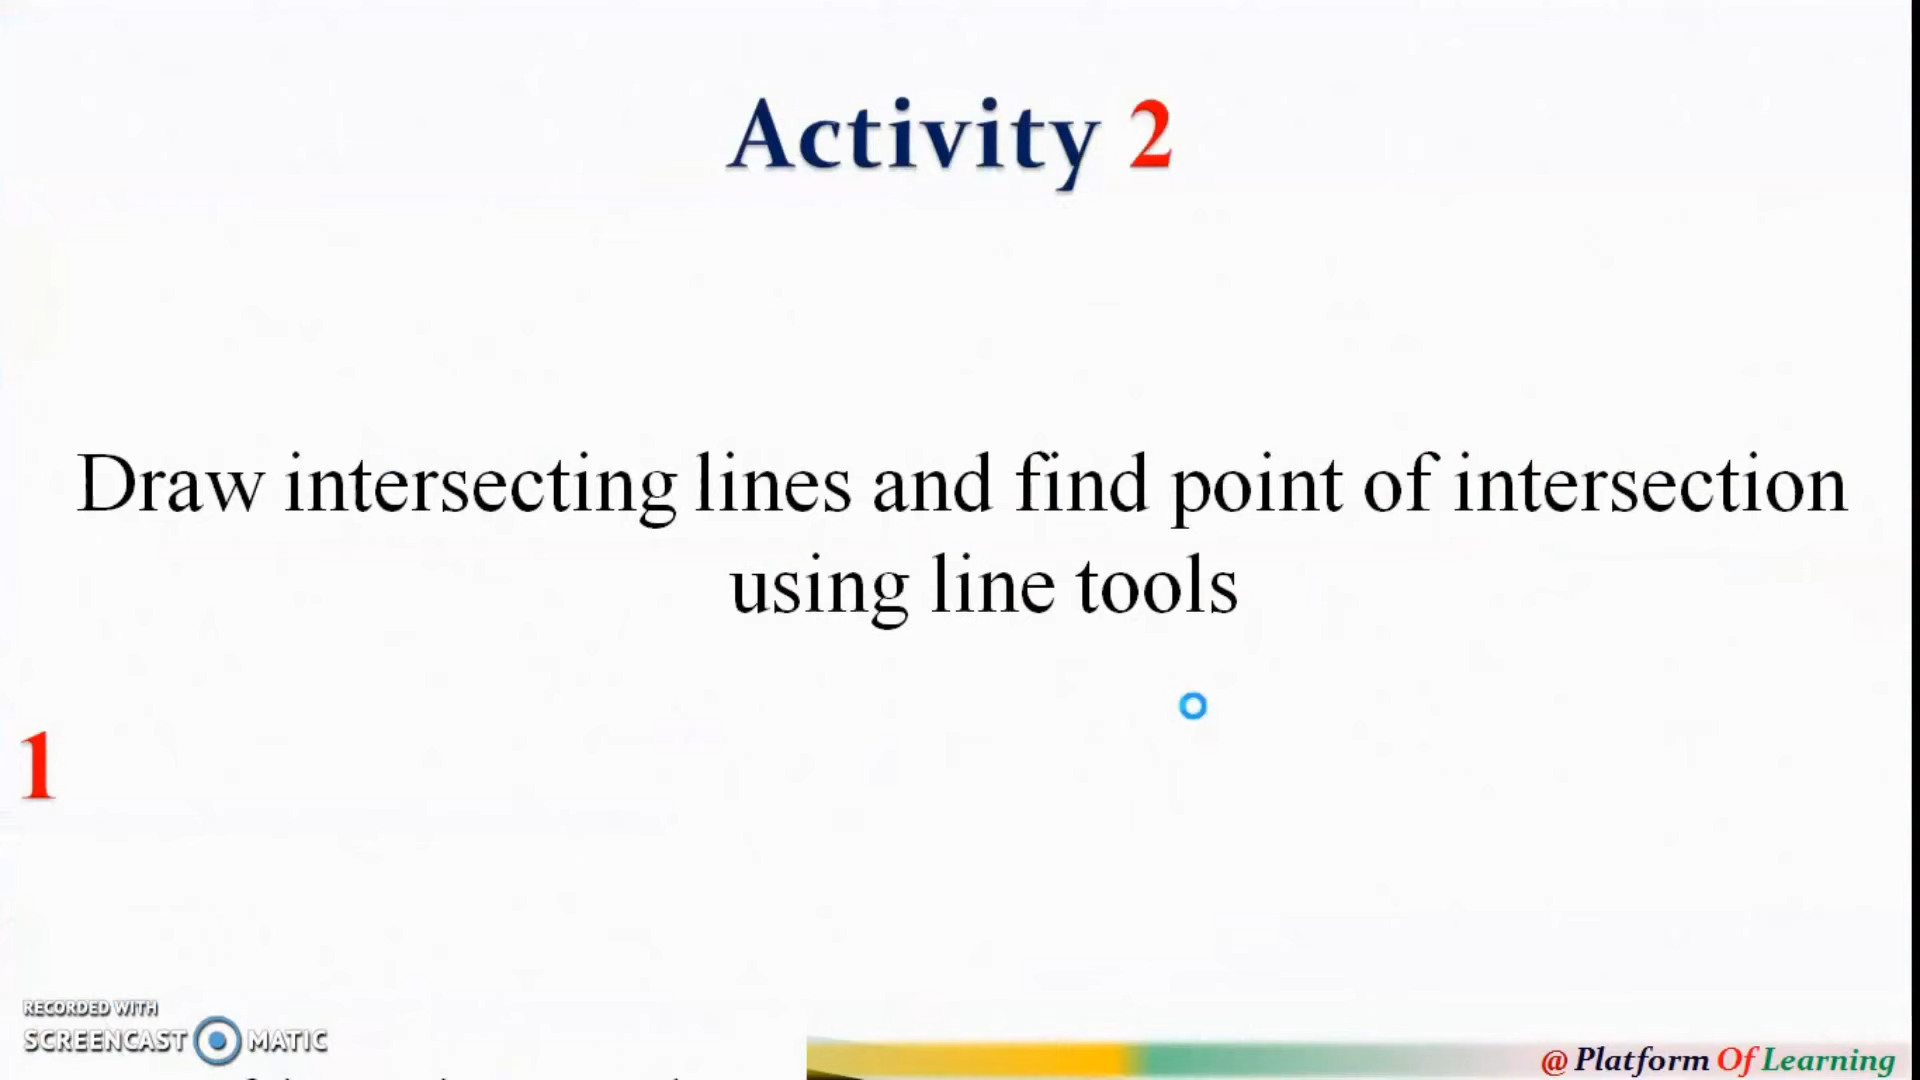 Activity 2
Draw intersecting lines and find point of intersection
using line tools
1
RECORDED WITH
SCREENCAST MATIC
@ Platform Of Learning